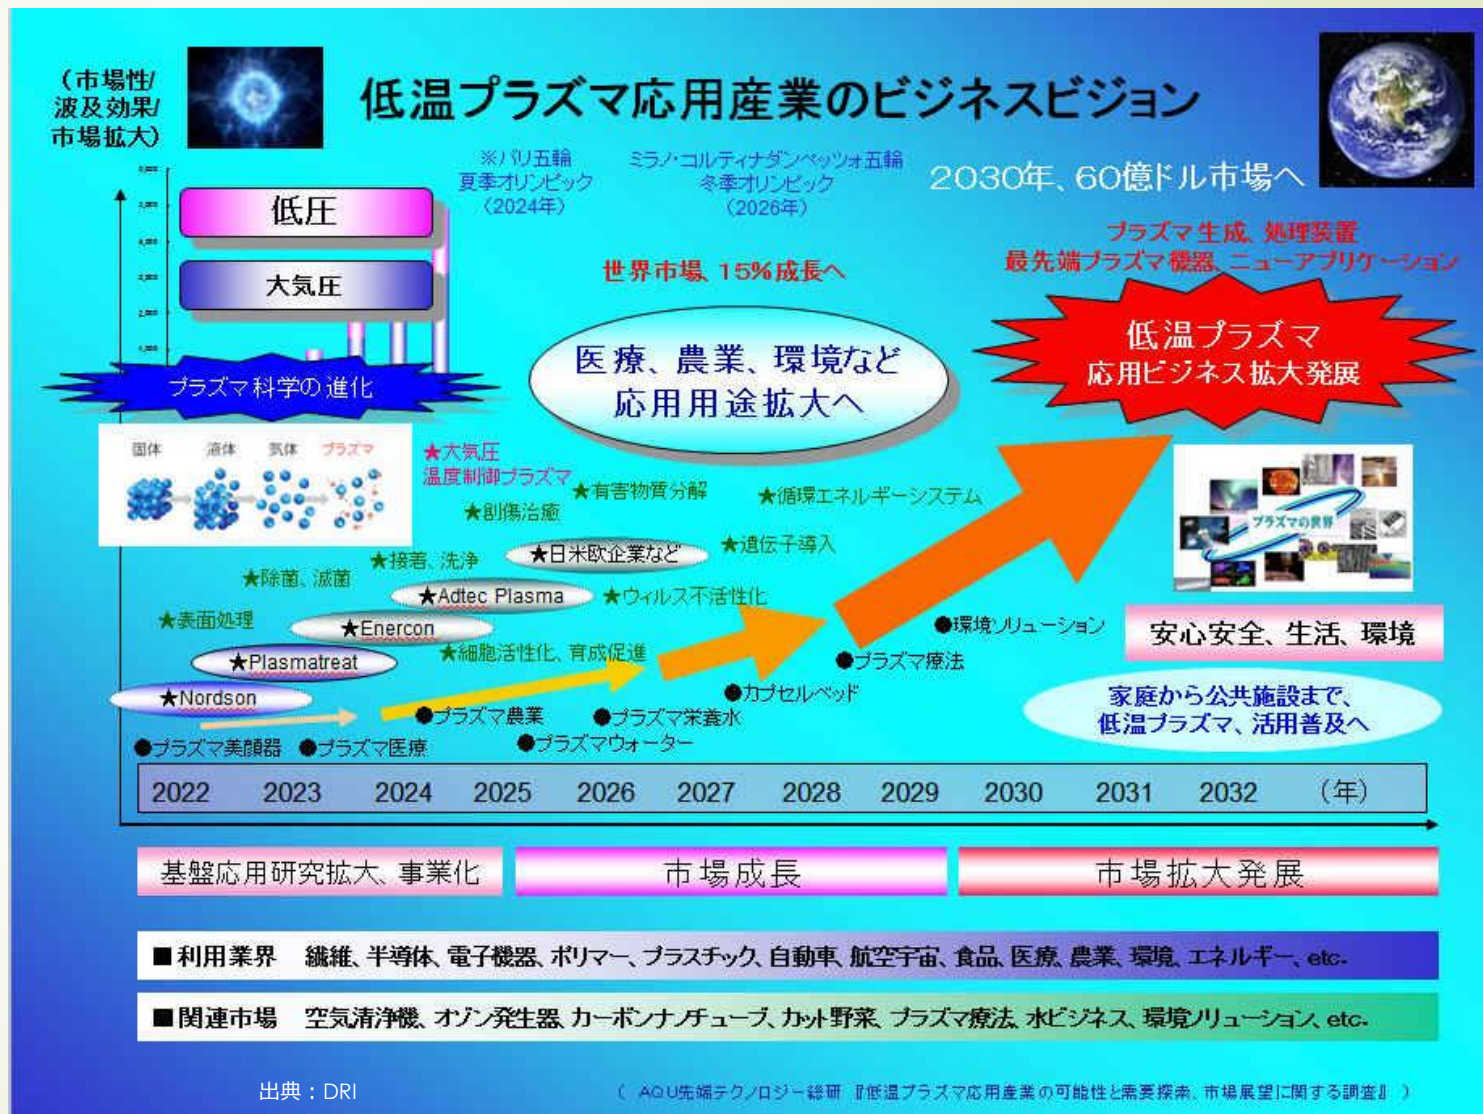 （市場性/
波及効果/
市場拡大）
低温プラズマ応用産業のビジネスビジョン
※パリ五輪
夏季オリンピック
（2024年）
ミラノ・コルティナダンペッツォ五輪
冬季オリンピック
（2026年）
2030年、60億ドル市場へ
低圧
大気圧
世界市場、15%成長へ
プラズマ生成、処理装置
最先端プラズマ機器、ニューアプリケーション
プラズマ科学の進化
医療、農業、環境など
応用用途拡大へ
低温プラズマ
応用ビジネス拡大発展
固体 液体 気体 プラズマ
★大気圧
温度制御プラズマ
★有害物質分解
★循環エネルギーシステム
★創傷治癒
プラズマの世界
★日米欧企業など
★遺伝子導入
★接着、洗浄
★除菌、滅菌
★Adtec Plasma
★ウィルス不活性化
★表面処理
★Enercon
●環境ソリューション
安心安全、生活、環境
★Plasmatreat
★細胞活性化、育成促進
●プラズマ療法
★Nordson
●カプセルベッド
家庭から公共施設まで、
低温プラズマ、活用普及へ
●プラズマ農業
●プラズマ栄養水
●プラズマ美顔器
●プラズマ医療
●プラズマウォーター
2022 2023 2024 2025 2026 2027 2028 2029 2030 2031 2032 （年）
基盤応用研究拡大、事業化
市場成長
市場拡大発展
■利用業界 繊維、半導体、電子機器、ポリマー、プラスチック、自動車、航空宇宙、食品、医療、農業、環境、エネルギー、etc.
■関連市場 空気清浄機、オゾン発生器、カーボンナノチューブ、カット野菜、プラズマ療法、水ビジネス、環境ソリューション、etc.
出典：DRI
（ AQU先端テクノロジー総研 『低温プラズマ応用産業の可能性と需要探索、市場展望に関する調査』 ）